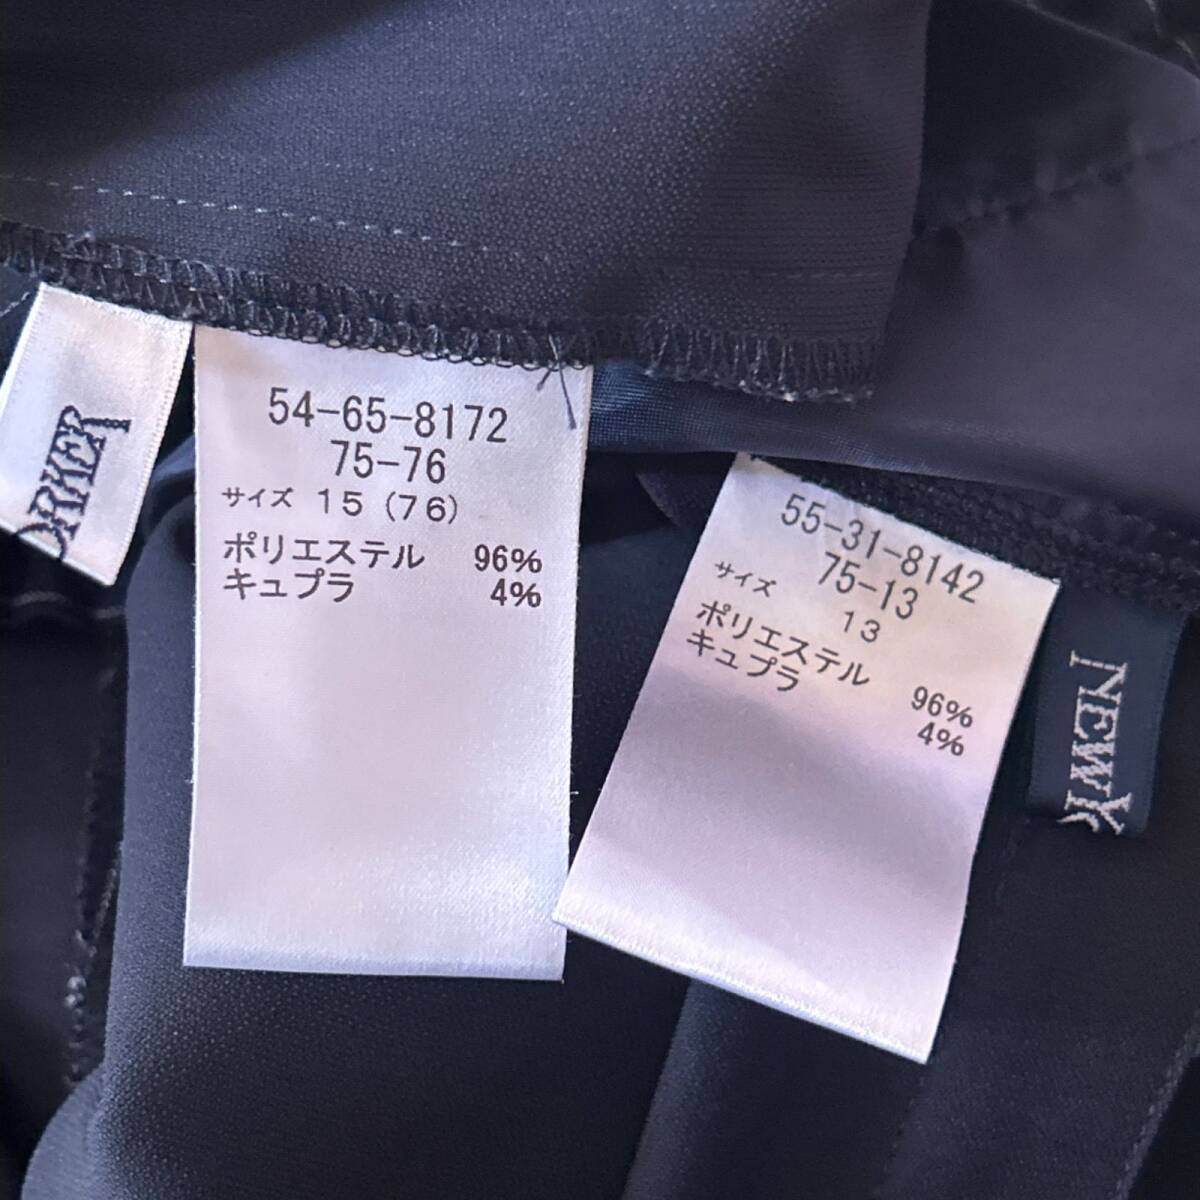 ORKER
54-65-8172
75-76
サイズ 15 (76)
ポリエステル 96%
キュプラ 4%
55-31-8142
75-13
サイズ 13
ポリエステル 96%
キュプラ 4%
NEWY